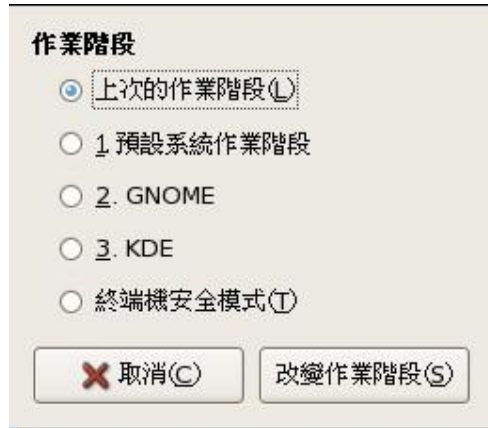 作業階段
上次的作業階段(L)
1 預設系統作業階段
2. GNOME
3. KDE
終端機安全模式(T)
取消(C) 改變作業階段(S)